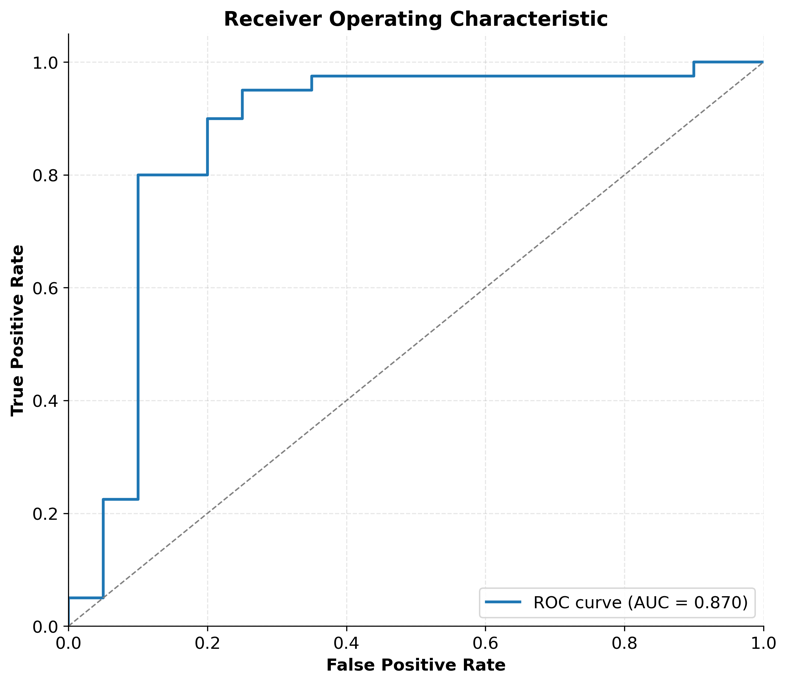 Receiver Operating Characteristic
1.0
0.8
0.6
0.4
0.2
0.0
True Positive Rate
ROC curve (AUC = 0.870)
0.0 0.2 0.4 0.6 0.8 1.0
False Positive Rate